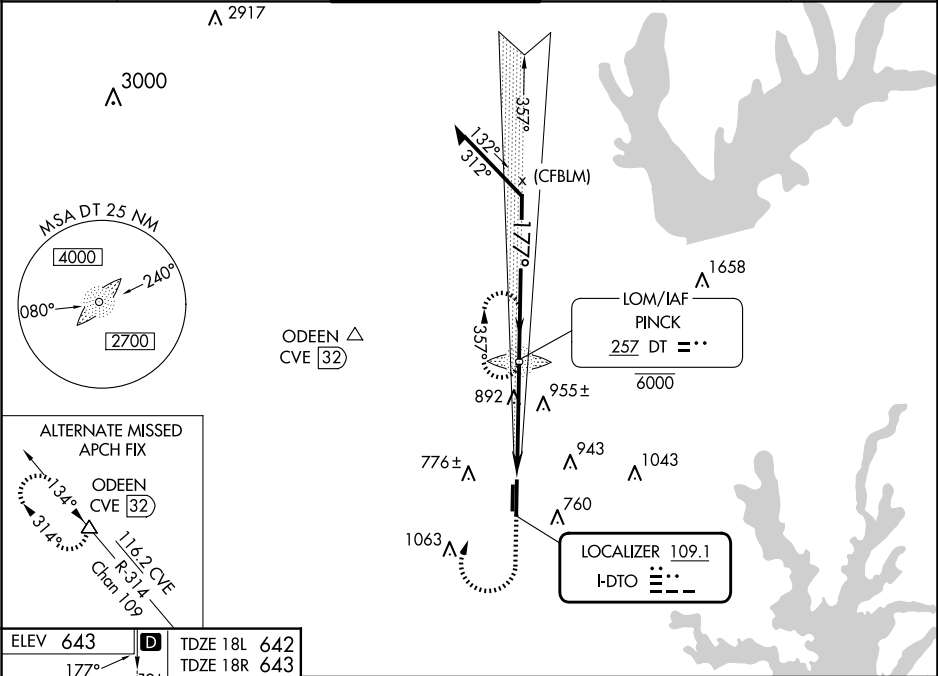 2917
3000
357°
132°
312°
(CFBLM)
177°
MSA DT 25 NM
4000
240°
080°
2700
1658
LOM/IAF
PINCK
257 DT
6000
ODEEN
CVE 32
357°
892
955±
ALTERNATE MISSED
APCH FIX
ODEEN
CVE 32
134°
314°
116.2 CVE
R-314
Chan 109
776±
943
1043
760
1063
LOCALIZER 109.1
I-DTO
ELEV 643
D
TDZE 18L 642
TDZE 18R 643
177°